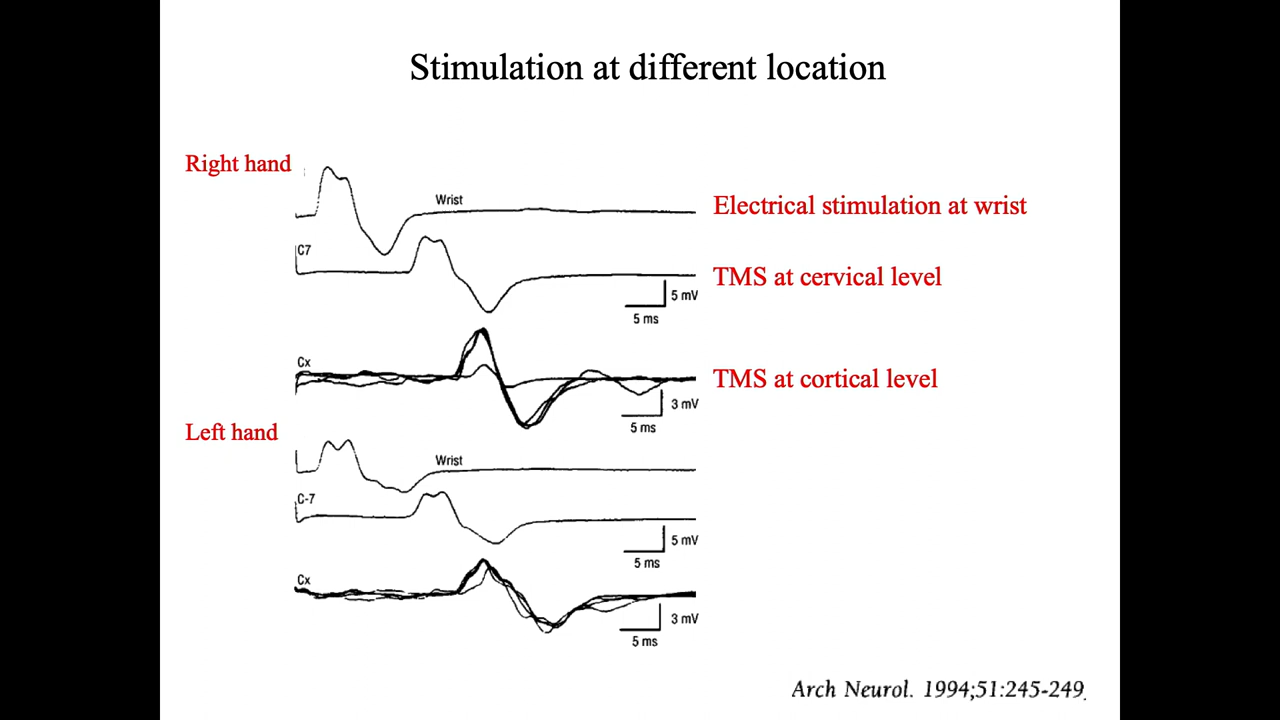 Stimulation at different location
Right hand
Wrist
Electrical stimulation at wrist
C7
TMS at cervical level
5 mV
5 ms
Cx
TMS at cortical level
3 mV
5 ms
Left hand
Wrist
C-7
5 mV
5 ms
Cx
3 mV
5 ms
Arch Neurol. 1994;51:245-249